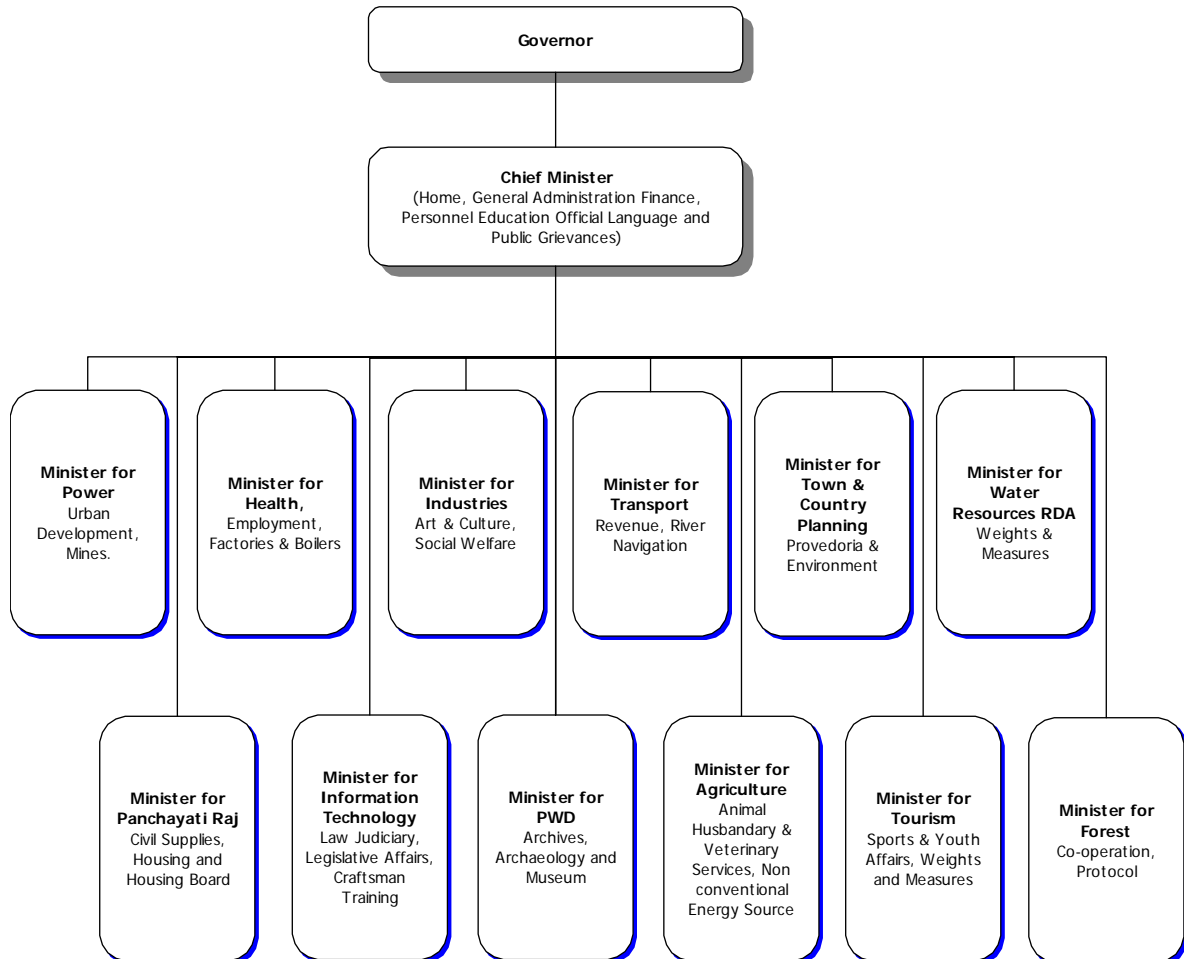 Governor
Chief Minister
(Home, General Administration Finance,
Personnel Education Official Language and
Public Grievances)
Minister for
Power
Urban
Development,
Mines.
Minister for
Health,
Employment,
Factories & Boilers
Minister for
Industries
Art & Culture,
Social Welfare
Minister for
Transport
Revenue, River
Navigation
Minister for
Town &
Country
Planning
Provedoria &
Environment
Minister for
Water
Resources RDA
Weights &
Measures
Minister for
Panchayati Raj
Civil Supplies,
Housing and
Housing Board
Minister for
Information
Technology
Law Judiciary,
Legislative Affairs,
Craftsman
Training
Minister for
PWD
Archives,
Archaeology and
Museum
Minister for
Agriculture
Animal
Husbandary &
Veterinary
Services, Non
conventional
Energy Source
Minister for
Tourism
Sports & Youth
Affairs, Weights
and Measures
Minister for
Forest
Co-operation,
Protocol